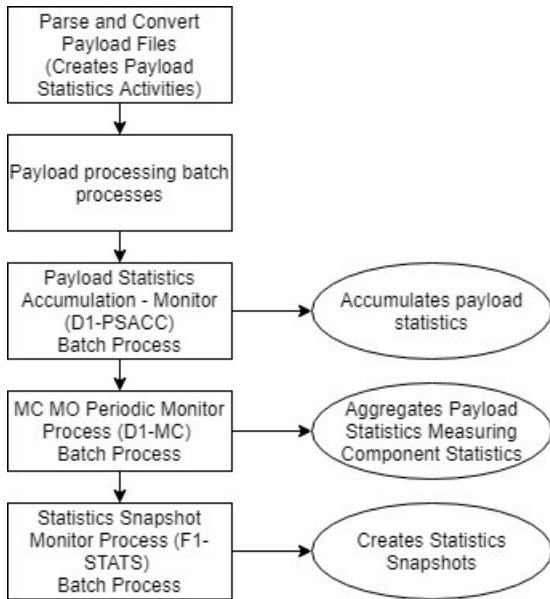 Parse and Convert
Payload Files
(Creates Payload
Statistics Activities)
Payload processing batch
processes
Payload Statistics
Accumulation - Monitor
(D1-PSACC)
Batch Process
Accumulates payload
statistics
MC MO Periodic Monitor
Process (D1-MC)
Batch Process
Aggregates Payload
Statistics Measuring
Component Statistics
Statistics Snapshot
Monitor Process (F1-
STATS)
Batch Process
Creates Statistics
Snapshots